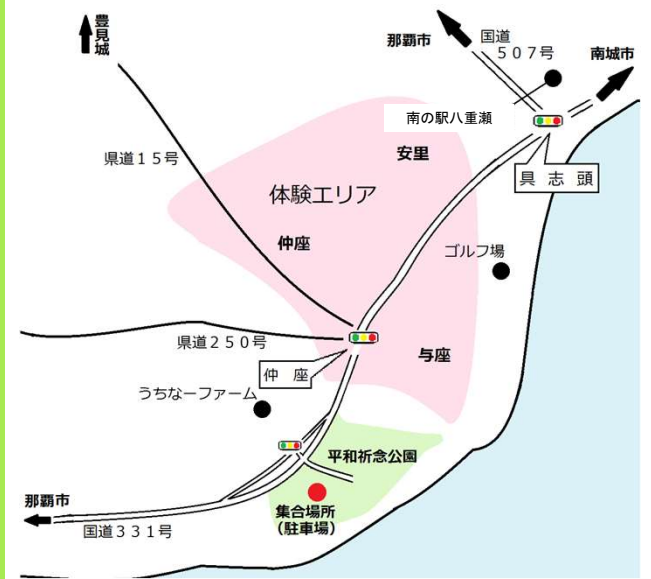 豊見城
那覇市
国道
507号
南城市
南の駅八重瀬
安里
県道15号
具志頭
体験エリア
仲座
ゴルフ場
県道250号
与座
仲座
うちなーファーム
平和祈念公園
那覇市
集合場所
(駐車場)
国道331号